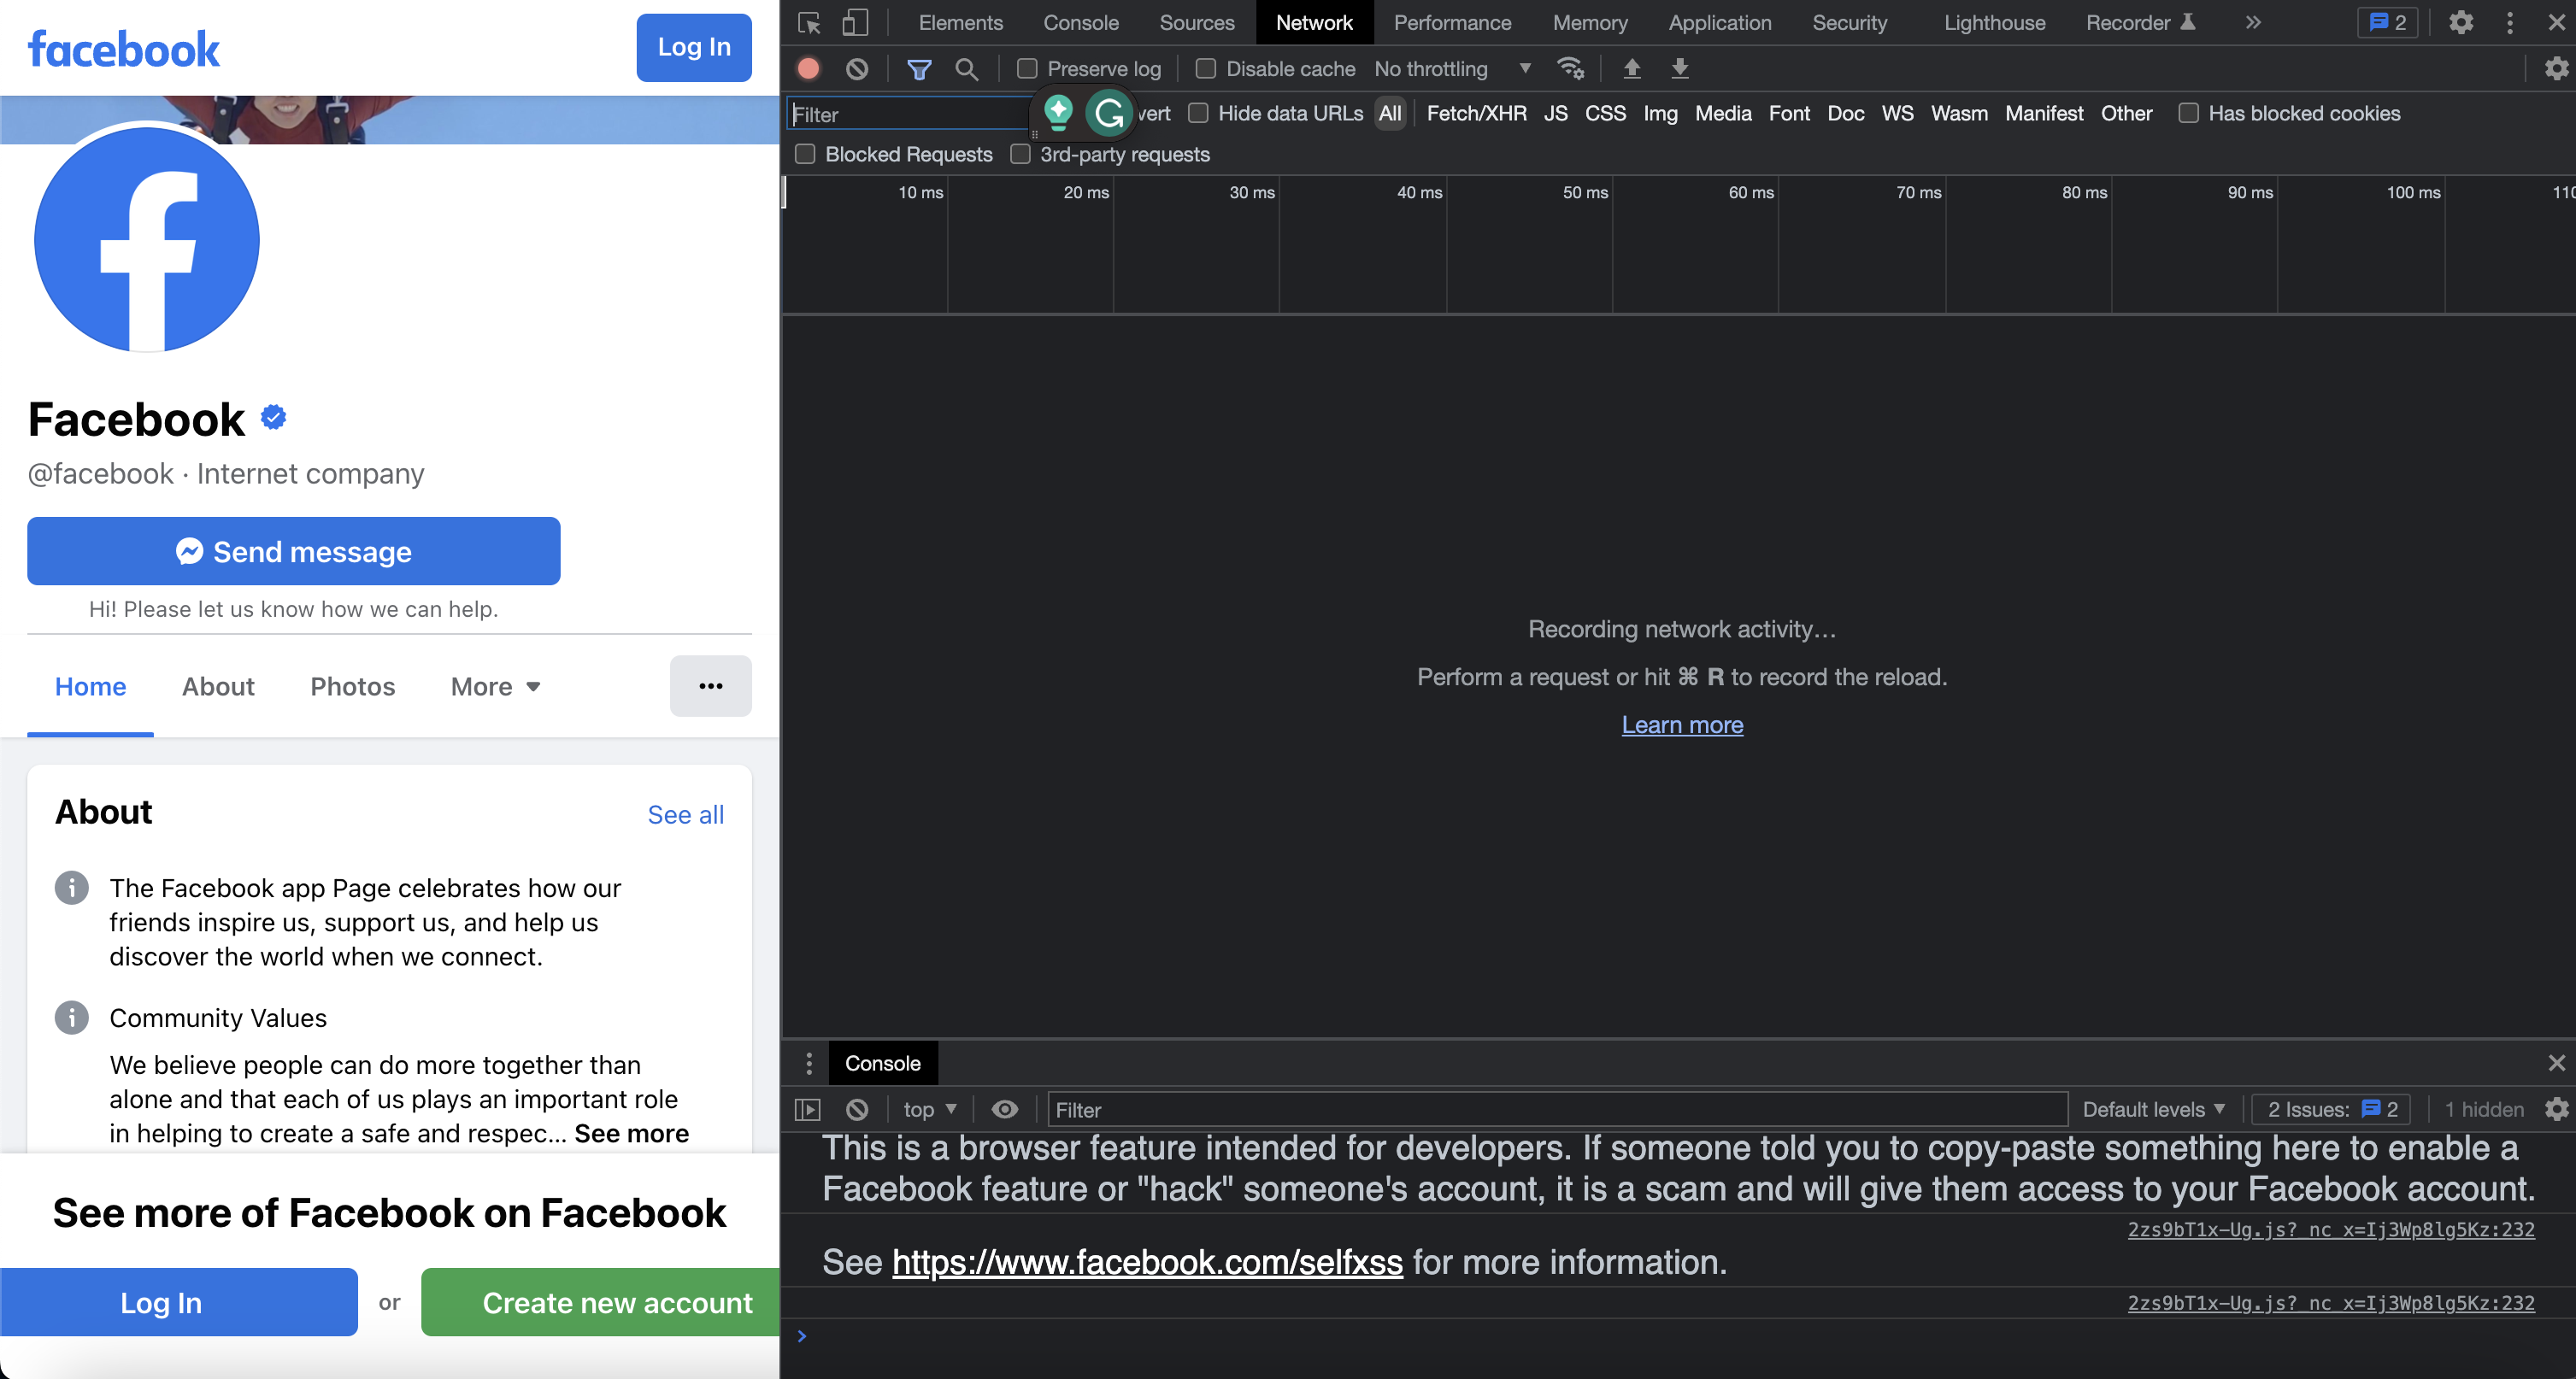 facebook
Log In
Facebook
@facebook · Internet company
Send message
Hi! Please let us know how we can help.
Home About Photos More
About
See all
The Facebook app Page celebrates how our
friends inspire us, support us, and help us
discover the world when we connect.
Community Values
We believe people can do more together than
alone and that each of us plays an important role
in helping to create a safe and respec... See more
See more of Facebook on Facebook
Log In or Create new account
Elements Console Sources Network Performance Memory Application Security Lighthouse Recorder 2
Preserve log Disable cache No throttling
Filter vert Hide data URLs All Fetch/XHR JS CSS Img Media Font Doc WS Wasm Manifest Other Has blocked cookies
Blocked Requests 3rd-party requests
10 ms 20 ms 30 ms 40 ms 50 ms 60 ms 70 ms 80 ms 90 ms 100 ms 110
Recording network activity…
Perform a request or hit ⌘ R to record the reload.
Learn more
Console
top Filter Default levels 2 Issues: 2 1 hidden
This is a browser feature intended for developers. If someone told you to copy-paste something here to enable a
Facebook feature or "hack" someone's account, it is a scam and will give them access to your Facebook account.
2zs9bT1x-Ug.js?_nc_x=Ij3Wp8lg5Kz:232
See https://www.facebook.com/selfxss for more information.
2zs9bT1x-Ug.js?_nc_x=Ij3Wp8lg5Kz:232